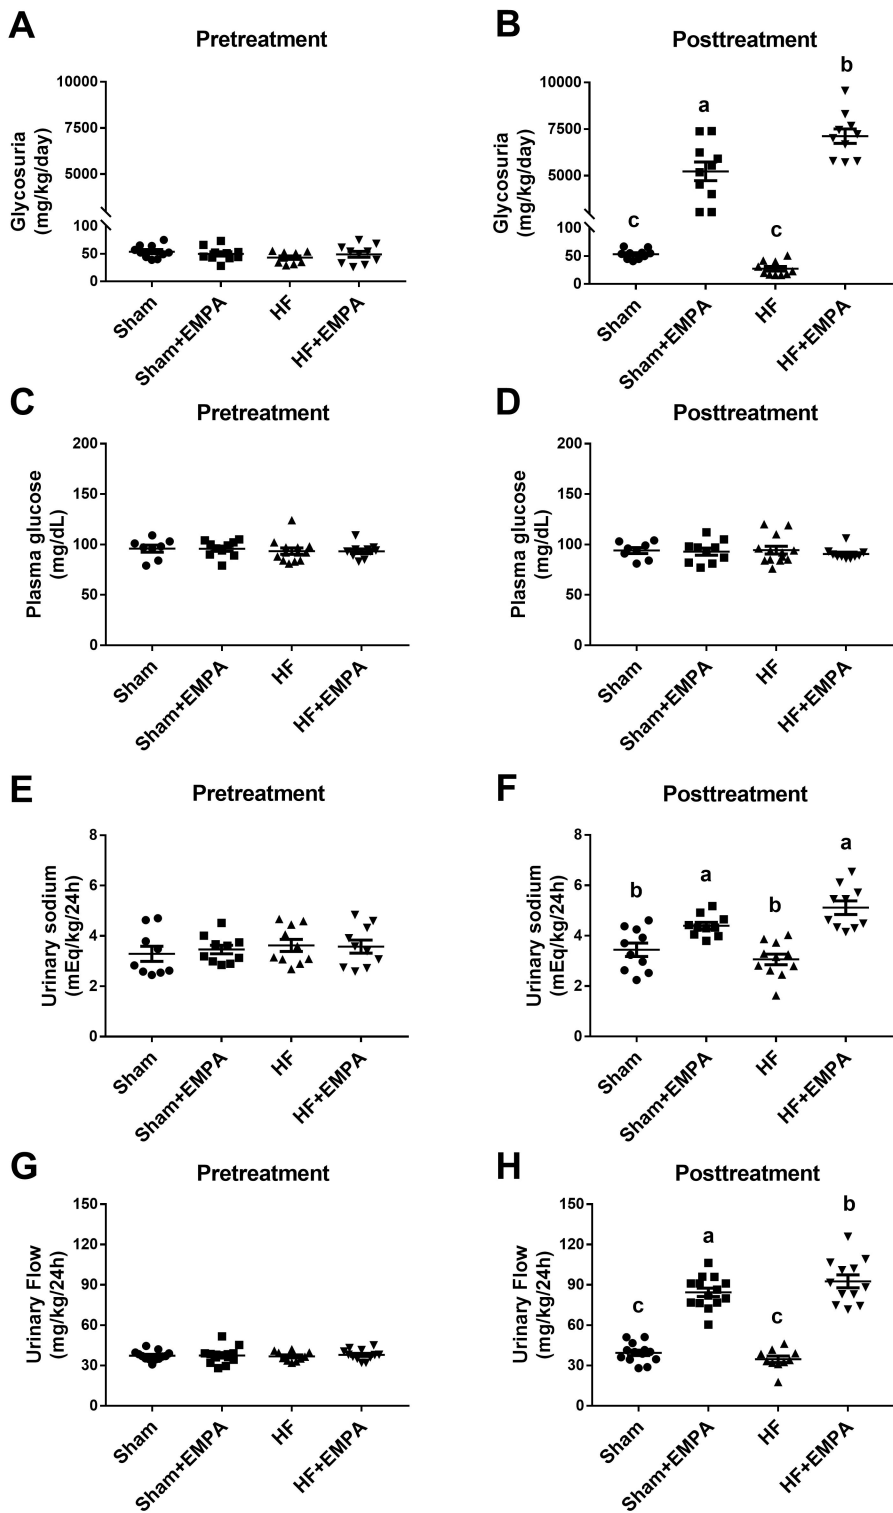 A
Pretreatment
Glycosuria
(mg/kg/day)
10000
7500
5000
100
50
0
Sham
Sham+EMPA
HF
HF+EMPA
B
Posttreatment
Glycosuria
(mg/kg/day)
10000
7500
5000
100
50
0
c
a
c
b
Sham
Sham+EMPA
HF
HF+EMPA
C
Pretreatment
Plasma glucose
(mg/dL)
200
150
100
50
0
Sham
Sham+EMPA
HF
HF+EMPA
D
Posttreatment
Plasma glucose
(mg/dL)
200
150
100
50
0
Sham
Sham+EMPA
HF
HF+EMPA
E
Pretreatment
Urinary sodium
(mEq/kg/24h)
8
6
4
2
0
Sham
Sham+EMPA
HF
HF+EMPA
F
Posttreatment
Urinary sodium
(mEq/kg/24h)
8
6
4
2
0
b
a
b
a
Sham
Sham+EMPA
HF
HF+EMPA
G
Pretreatment
Urinary Flow
(mg/kg/24h)
150
120
90
60
30
0
Sham
Sham+EMPA
HF
HF+EMPA
H
Posttreatment
Urinary Flow
(mg/kg/24h)
150
120
90
60
30
0
c
a
c
b
Sham
Sham+EMPA
HF
HF+EMPA